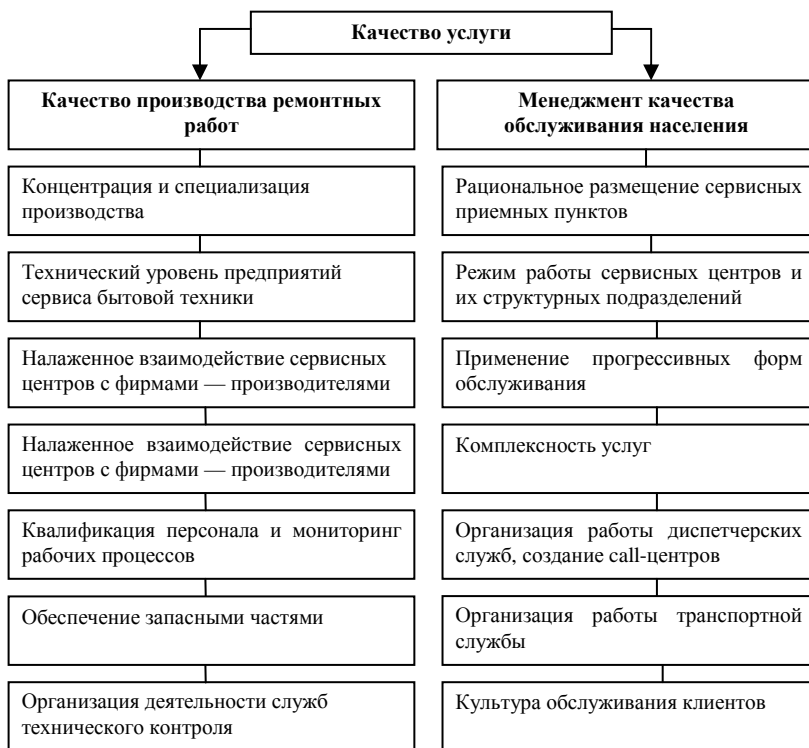 Качество услуги
Качество производства ремонтных
работ
Концентрация и специализация
производства
Технический уровень предприятий
сервиса бытовой техники
Налаженное взаимодействие сервисных
центров с фирмами — производителями
Налаженное взаимодействие сервисных
центров с фирмами — производителями
Квалификация персонала и мониторинг
рабочих процессов
Обеспечение запасными частями
Организация деятельности служб
технического контроля
Менеджмент качества
обслуживания населения
Рациональное размещение сервисных
приемных пунктов
Режим работы сервисных центров и
их структурных подразделений
Применение прогрессивных форм
обслуживания
Комплексность услуг
Организация работы диспетчерских
служб, создание call-центров
Организация работы транспортной
службы
Культура обслуживания клиентов